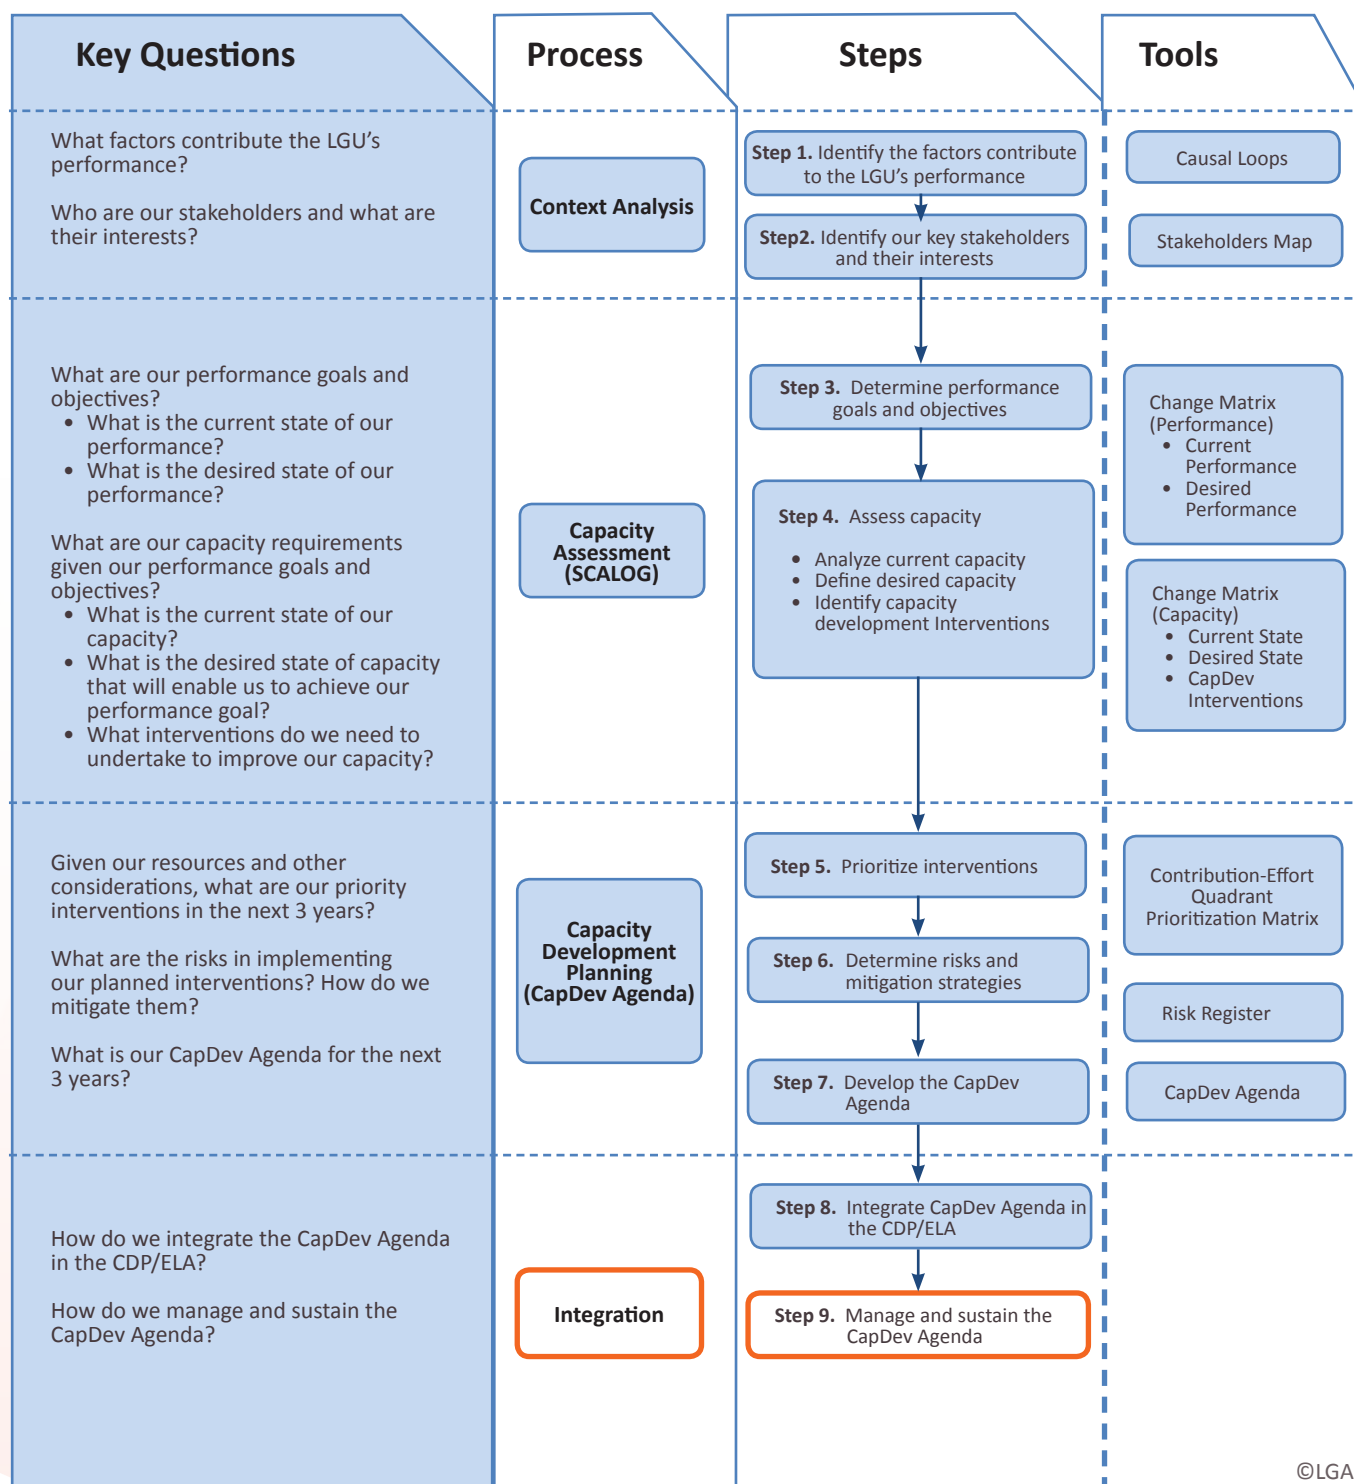 Key Questions
Process
Steps
Tools
What factors contribute the LGU's
performance?
Who are our stakeholders and what are
their interests?
Context Analysis
Step 1. Identify the factors contribute
to the LGU's performance
Step2. Identify our key stakeholders
and their interests
Causal Loops
Stakeholders Map
What are our performance goals and
objectives?
• What is the current state of our
performance?
• What is the desired state of our
performance?
What are our capacity requirements
given our performance goals and
objectives?
• What is the current state of our
capacity?
• What is the desired state of capacity
that will enable us to achieve our
performance goal?
• What interventions do we need to
undertake to improve our capacity?
Capacity
Assessment
(SCALOG)
Step 3. Determine performance
goals and objectives
Step 4. Assess capacity
• Analyze current capacity
• Define desired capacity
• Identify capacity
development Interventions
Change Matrix
(Performance)
• Current
Performance
• Desired
Performance
Change Matrix
(Capacity)
• Current State
• Desired State
• CapDev
Interventions
Given our resources and other
considerations, what are our priority
interventions in the next 3 years?
What are the risks in implementing
our planned interventions? How do we
mitigate them?
What is our CapDev Agenda for the next
3 years?
Capacity
Development
Planning
(CapDev Agenda)
Step 5. Prioritize interventions
Step 6. Determine risks and
mitigation strategies
Step 7. Develop the CapDev
Agenda
Contribution-Effort
Quadrant
Prioritization Matrix
Risk Register
CapDev Agenda
How do we integrate the CapDev Agenda
in the CDP/ELA?
How do we manage and sustain the
CapDev Agenda?
Integration
Step 8. Integrate CapDev Agenda in
the CDP/ELA
Step 9. Manage and sustain the
CapDev Agenda
©LGA